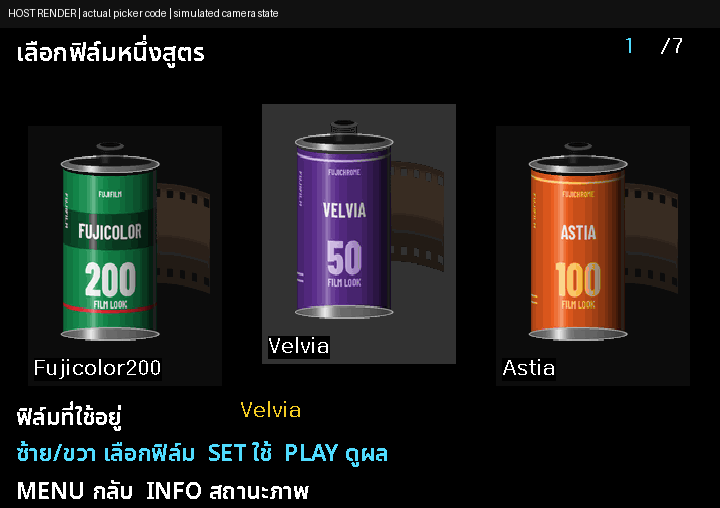 HOST RENDER | actual picker code | simulated camera state
เลือกฟิล์มหนึ่งสูตร
1 /7
FUJIFILM
FUJICOLOR
200
FILM LOOK
FUJIFILM
Fujicolor200
FUJICHROME
VELVIA
50
FILM LOOK
FUJIFILM
Velvia
FUJICHROME
ASTIA
100
FILM LOOK
FUJIFILM
Astia
ฟิล์มที่ใช้อยู่ Velvia
ซ้าย/ขวา เลือกฟิล์ม SET ใช้ PLAY ดูผล
MENU กลับ INFO สถานะภาพ